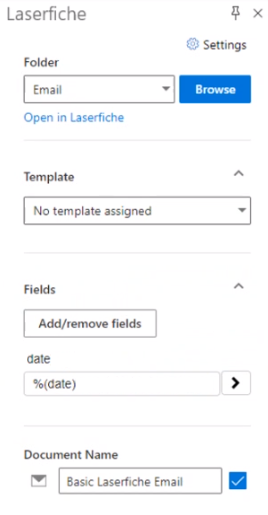 Laserfiche
Settings
Folder
Email
Browse
Open in Laserfiche
Template
No template assigned
Fields
Add/remove fields
date
%(date)
Document Name
Basic Laserfiche Email